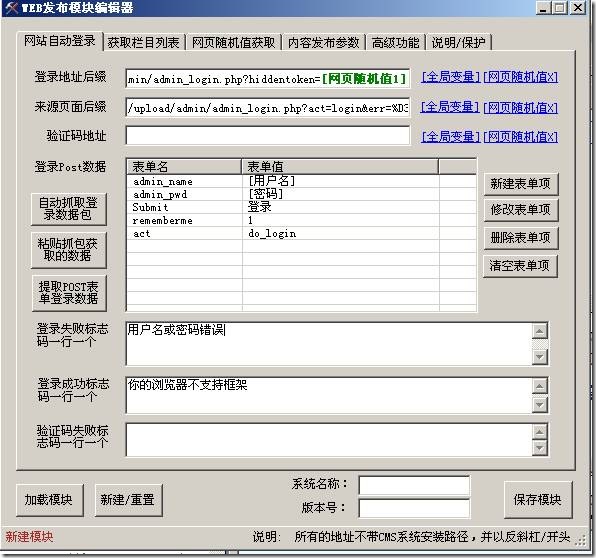 WEB发布模块编辑器
网站自动登录 获取栏目列表 网页随机值获取 内容发布参数 高级功能 说明/保护
登录地址后缀 min/admin_login.php?hiddentoken=[网页随机值1] [全局变量] [网页随机值X]
来源页面后缀 /upload/admin/admin_login.php?act=login&err=%D3 [全局变量] [网页随机值X]
验证码地址 [全局变量] [网页随机值X]
登录Post数据
自动抓取登
录数据包
粘贴抓包获
取的数据
提取POST表
单登录数据
表单名 表单值
admin_name [用户名]
admin_pwd [密码]
Submit 登录
rememberme 1
act do_login
新建表单项
修改表单项
删除表单项
清空表单项
登录失败标志
码一行一个
用户名或密码错误
登录成功标志
码一行一个
你的浏览器不支持框架
验证码失败标
志码一行一个
加载模块
新建/重置
系统名称：
版本号：
保存模块
新建模块
说明: 所有的地址不带CMS系统安装路径，并以反斜杠/开头